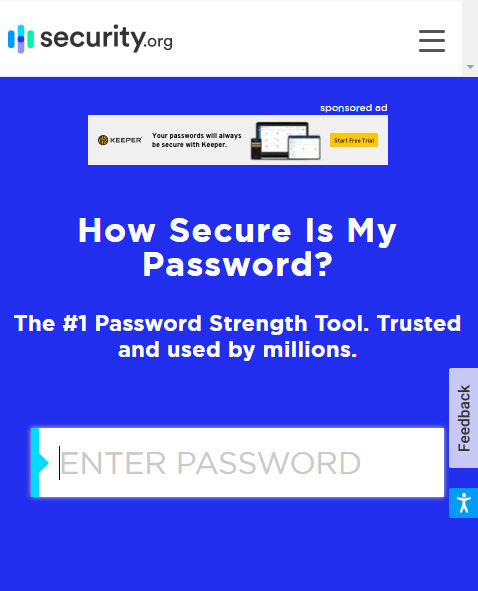 security.org
sponsored ad
KEEPER
Your passwords will always
be secure with Keeper.
Start Free Trial
How Secure Is My
Password?
The #1 Password Strength Tool. Trusted
and used by millions.
ENTER PASSWORD
Feedback